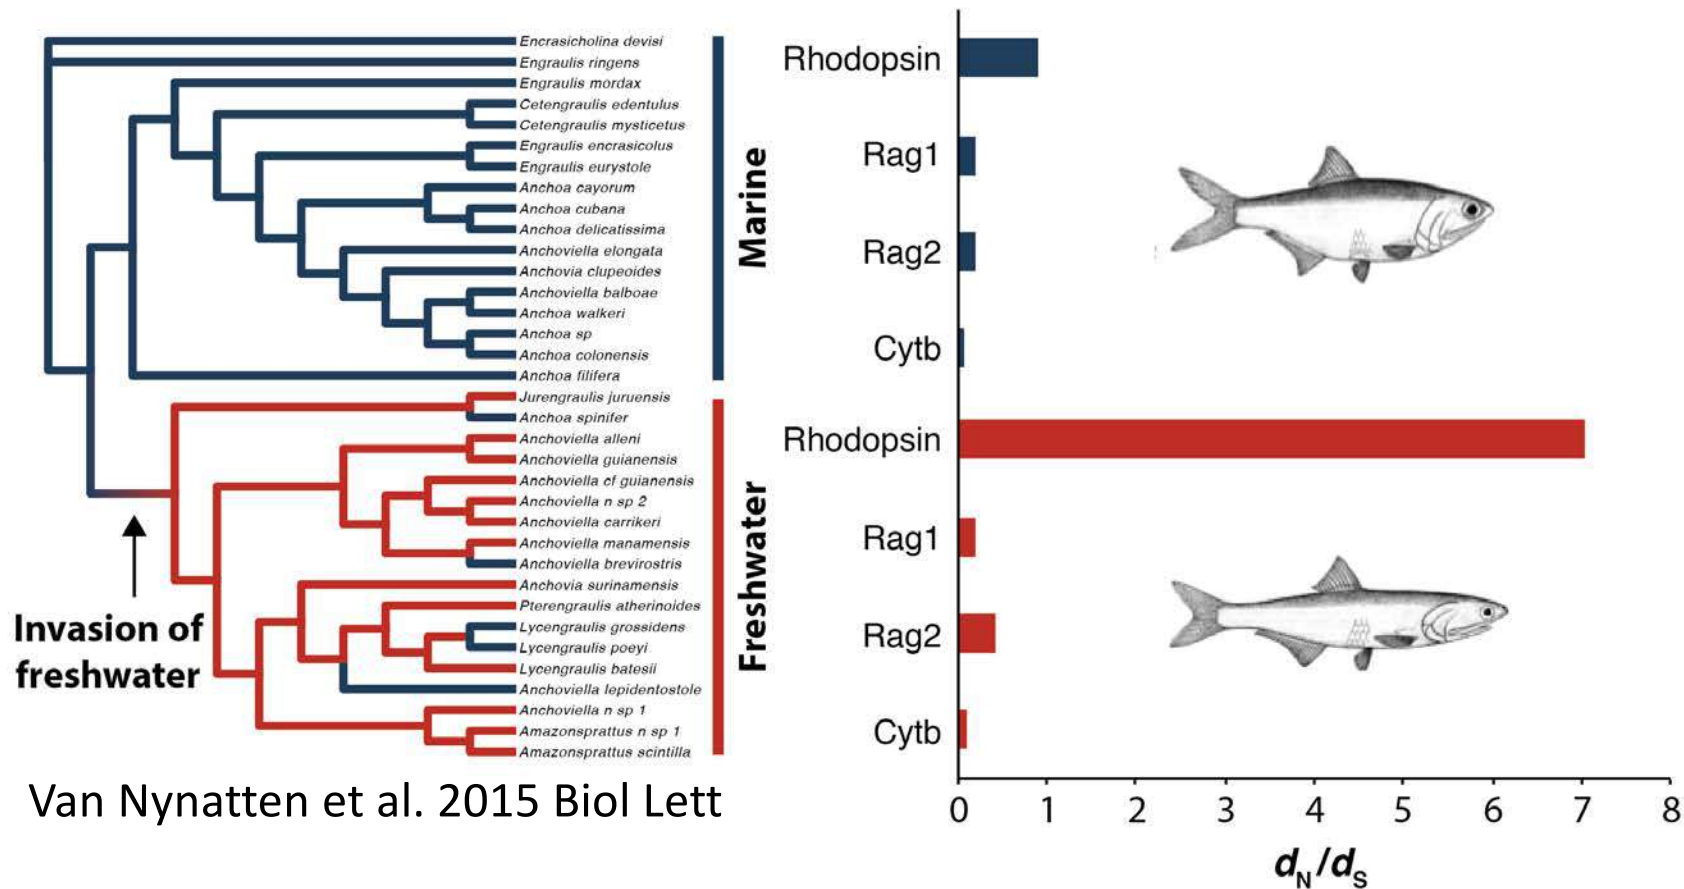 Encrasicholina devisi
Engraulis ringens
Engraulis mordax
Cetengraulis edentulus
Cetengraulis mysticetus
Engraulis encrasicolus
Engraulis eurystole
Anchoa cayorum
Anchoa cubana
Anchoa delicatissima
Anchoviella elongata
Anchovia clupeoides
Anchoviella balboae
Anchoa walkeri
Anchoa sp
Anchoa colonensis
Anchoa filifera
Jurengraulis juruensis
Anchoa spinifer
Anchoviella alleni
Anchoviella guianensis
Anchoviella cf guianensis
Anchoviella n sp 2
Anchoviella carrikeri
Anchoviella manamensis
Anchoviella brevirostris
Anchovia surinamensis
Pterengraulis atherinoides
Lycengraulis grossidens
Lycengraulis poeyi
Lycengraulis batesii
Anchoviella lepidentostole
Anchoviella n sp 1
Amazonsprattus n sp 1
Amazonsprattus scintilla
Marine
Freshwater
Invasion of
freshwater
Van Nynatten et al. 2015 Biol Lett
Rhodopsin
Rag1
Rag2
Cytb
Rhodopsin
Rag1
Rag2
Cytb
0 1 2 3 4 5 6 7 8
dN/dS